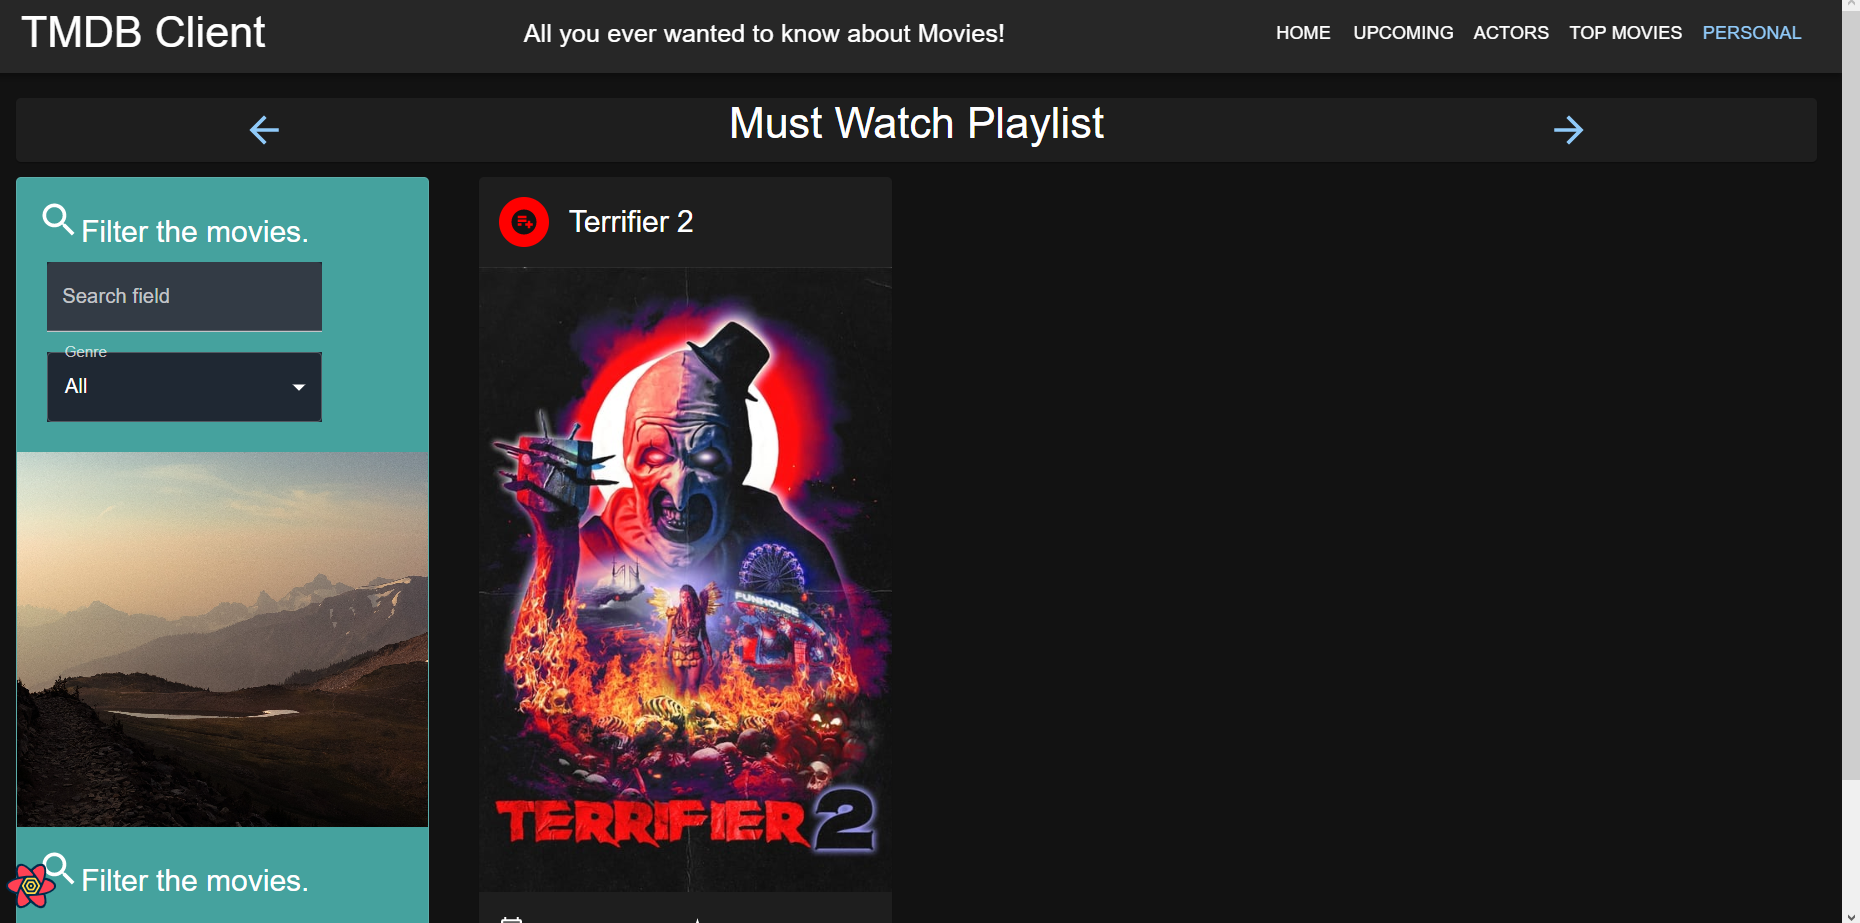 TMDB Client
All you ever wanted to know about Movies!
HOME UPCOMING ACTORS TOP MOVIES PERSONAL
Must Watch Playlist
Filter the movies.
Search field
Genre
All
Terrifier 2
FUNHOUSE
TERRIFIER 2
Filter the movies.